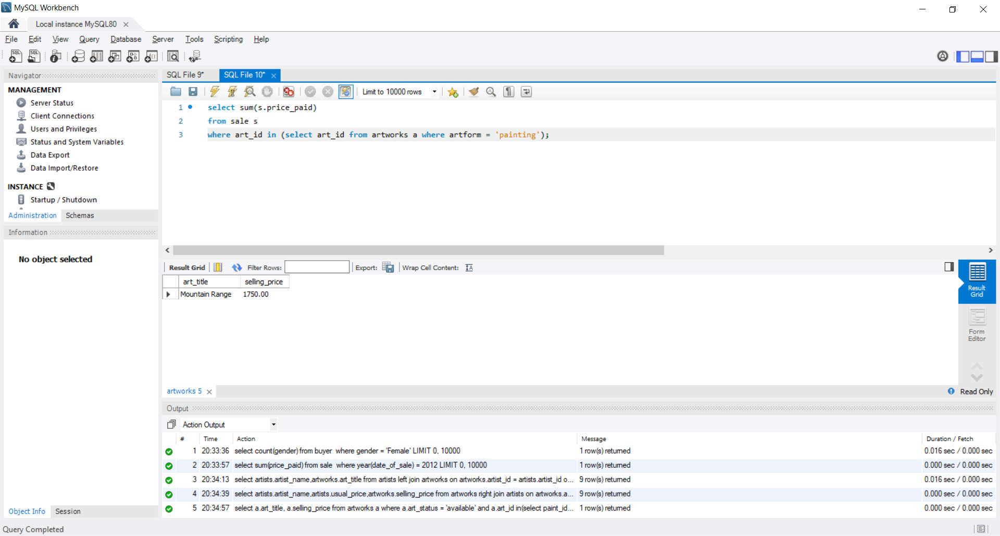 MySQL Workbench
Local instance MySQL80
File Edit View Query Database Server Tools Scripting Help
Navigator
MANAGEMENT
Server Status
Client Connections
Users and Privileges
Status and System Variables
Data Export
Data Import/Restore
INSTANCE
Startup / Shutdown
Administration Schemas
Information
No object selected
Object Info Session
SQL File 9* SQL File 10*
Limit to 10000 rows
1 select sum(s.price_paid)
2 from sale s
3 where art_id in (select art_id from artworks a where artform = 'painting');
Result Grid Filter Rows: Export: Wrap Cell Content:
art_title selling_price
Mountain Range 1750.00
Result
Grid
Form
Editor
artworks 5
Read Only
Output
Action Output
# Time Action Message Duration / Fetch
1 20:33:36 select count(gender) from buyer where gender = 'Female' LIMIT 0, 10000 1 row(s) returned 0.016 sec / 0.000 sec
2 20:33:57 select sum(price_paid) from sale where year(date_of_sale) = 2012 LIMIT 0, 10000 1 row(s) returned 0.000 sec / 0.000 sec
3 20:34:13 select artists.artist_name,artworks.art_title from artists left join artworks on artworks.artist_id = artists.artist_id o... 9 row(s) returned 0.016 sec / 0.000 sec
4 20:34:39 select artists.artist_name,artists.usual_price,artworks.selling_price from artworks right join artists on artworks.a... 9 row(s) returned 0.000 sec / 0.000 sec
5 20:34:57 select a.art_title, a.selling_price from artworks a where a.art_status = 'available' and a.art_id in(select paint_id... 1 row(s) returned 0.000 sec / 0.000 sec
Query Completed